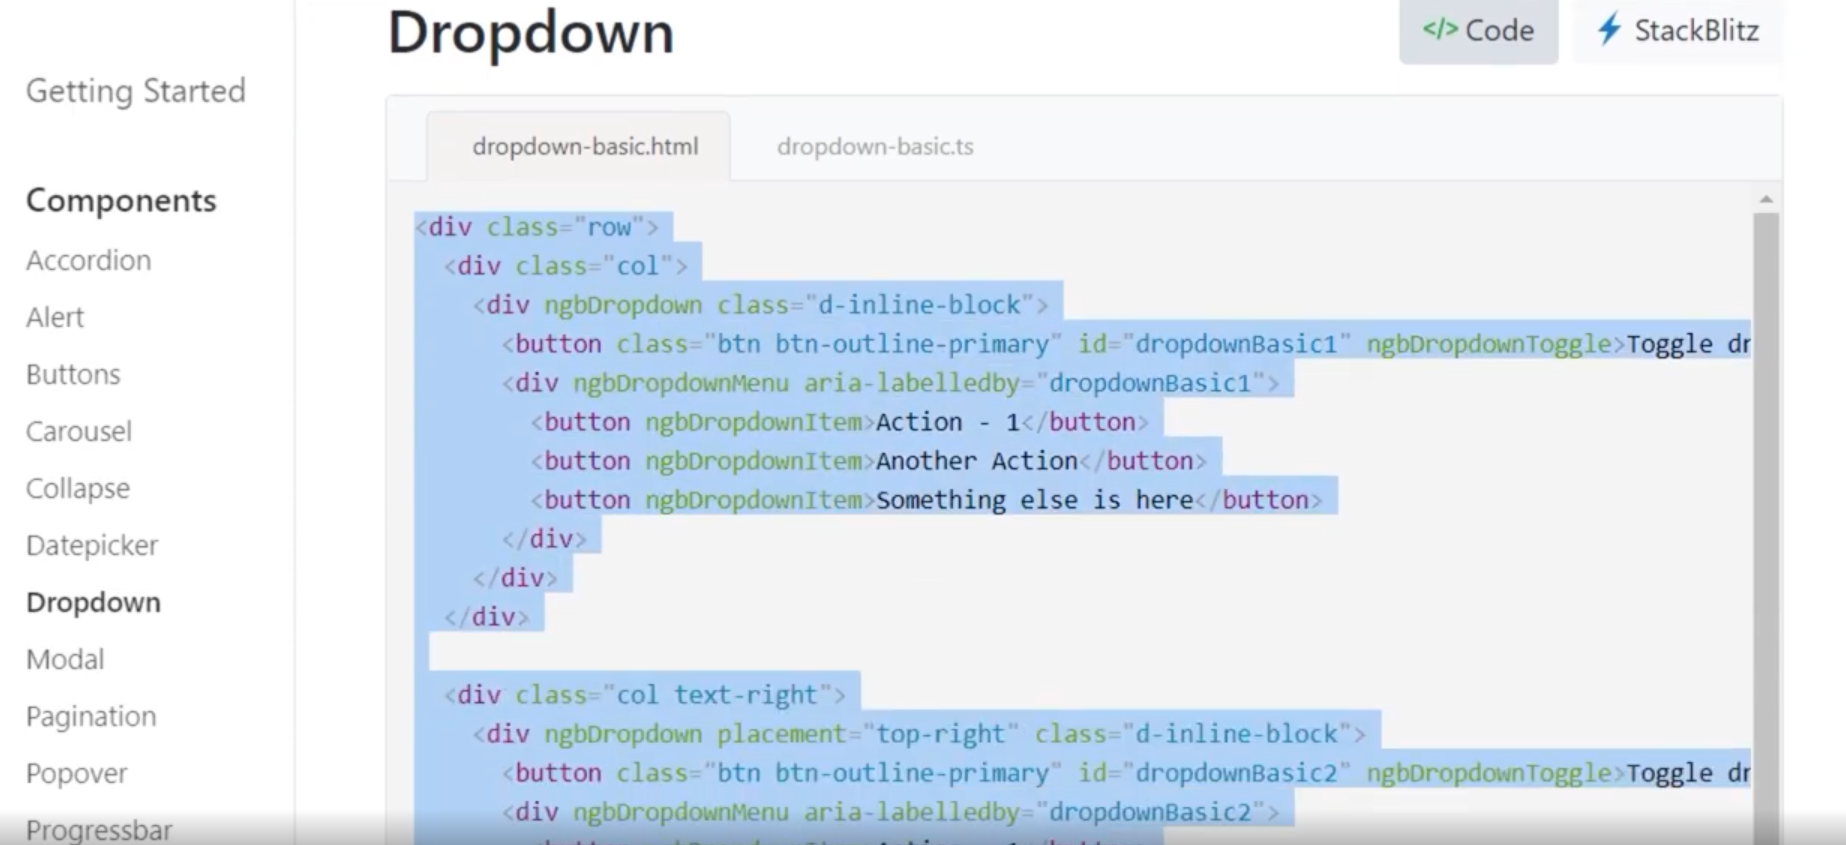 Dropdown
</> Code
StackBlitz
Getting Started
Components
Accordion
Alert
Buttons
Carousel
Collapse
Datepicker
Dropdown
Modal
Pagination
Popover
Progressbar
dropdown-basic.html
dropdown-basic.ts
<div class="row">
<div class="col">
<div ngbDropdown class="d-inline-block">
<button class="btn btn-outline-primary" id="dropdownBasic1" ngbDropdownToggle>Toggle dr
<div ngbDropdownMenu aria-labelledby="dropdownBasic1">
<button ngbDropdownItem>Action - 1</button>
<button ngbDropdownItem>Another Action</button>
<button ngbDropdownItem>Something else is here</button>
</div>
</div>
</div>
<div class="col text-right">
<div ngbDropdown placement="top-right" class="d-inline-block">
<button class="btn btn-outline-primary" id="dropdownBasic2" ngbDropdownToggle>Toggle dr
<div ngbDropdownMenu aria-labelledby="dropdownBasic2">